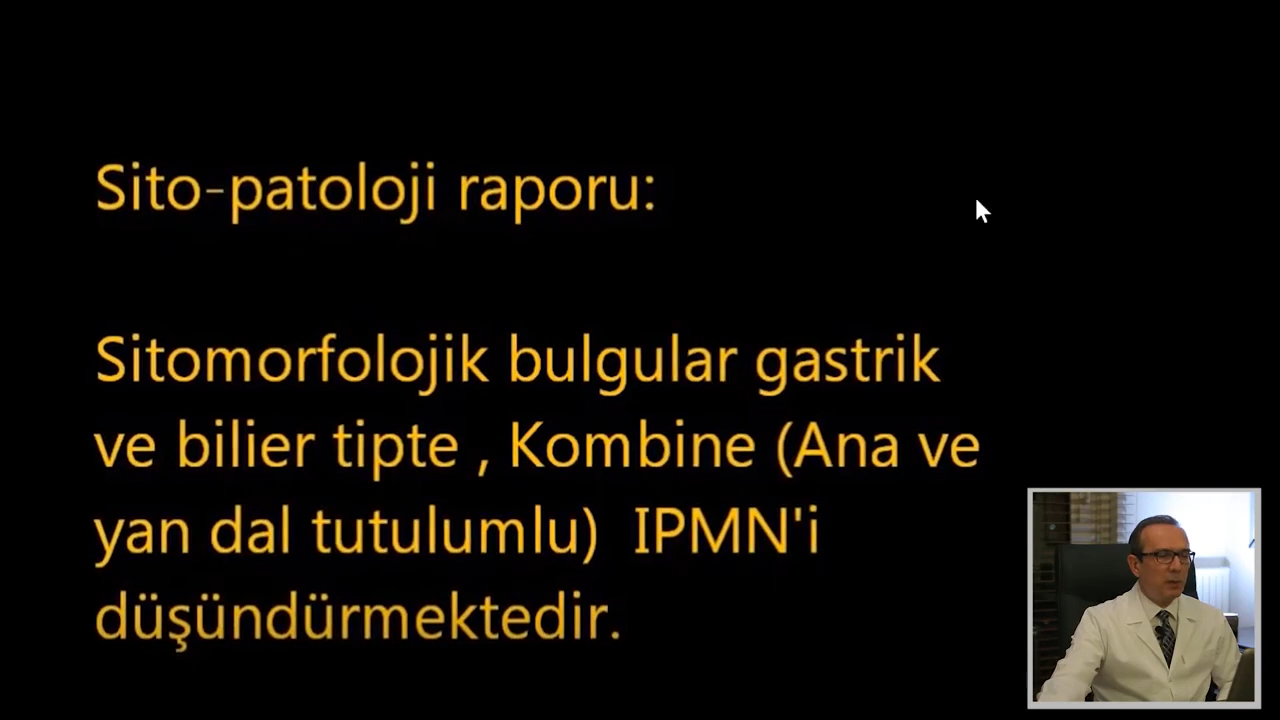 Sito-patoloji raporu:
Sitomorfolojik bulgular gastrik
ve bilier tipte , Kombine (Ana ve
yan dal tutulumlu) IPMN'i
düşündürmektedir.